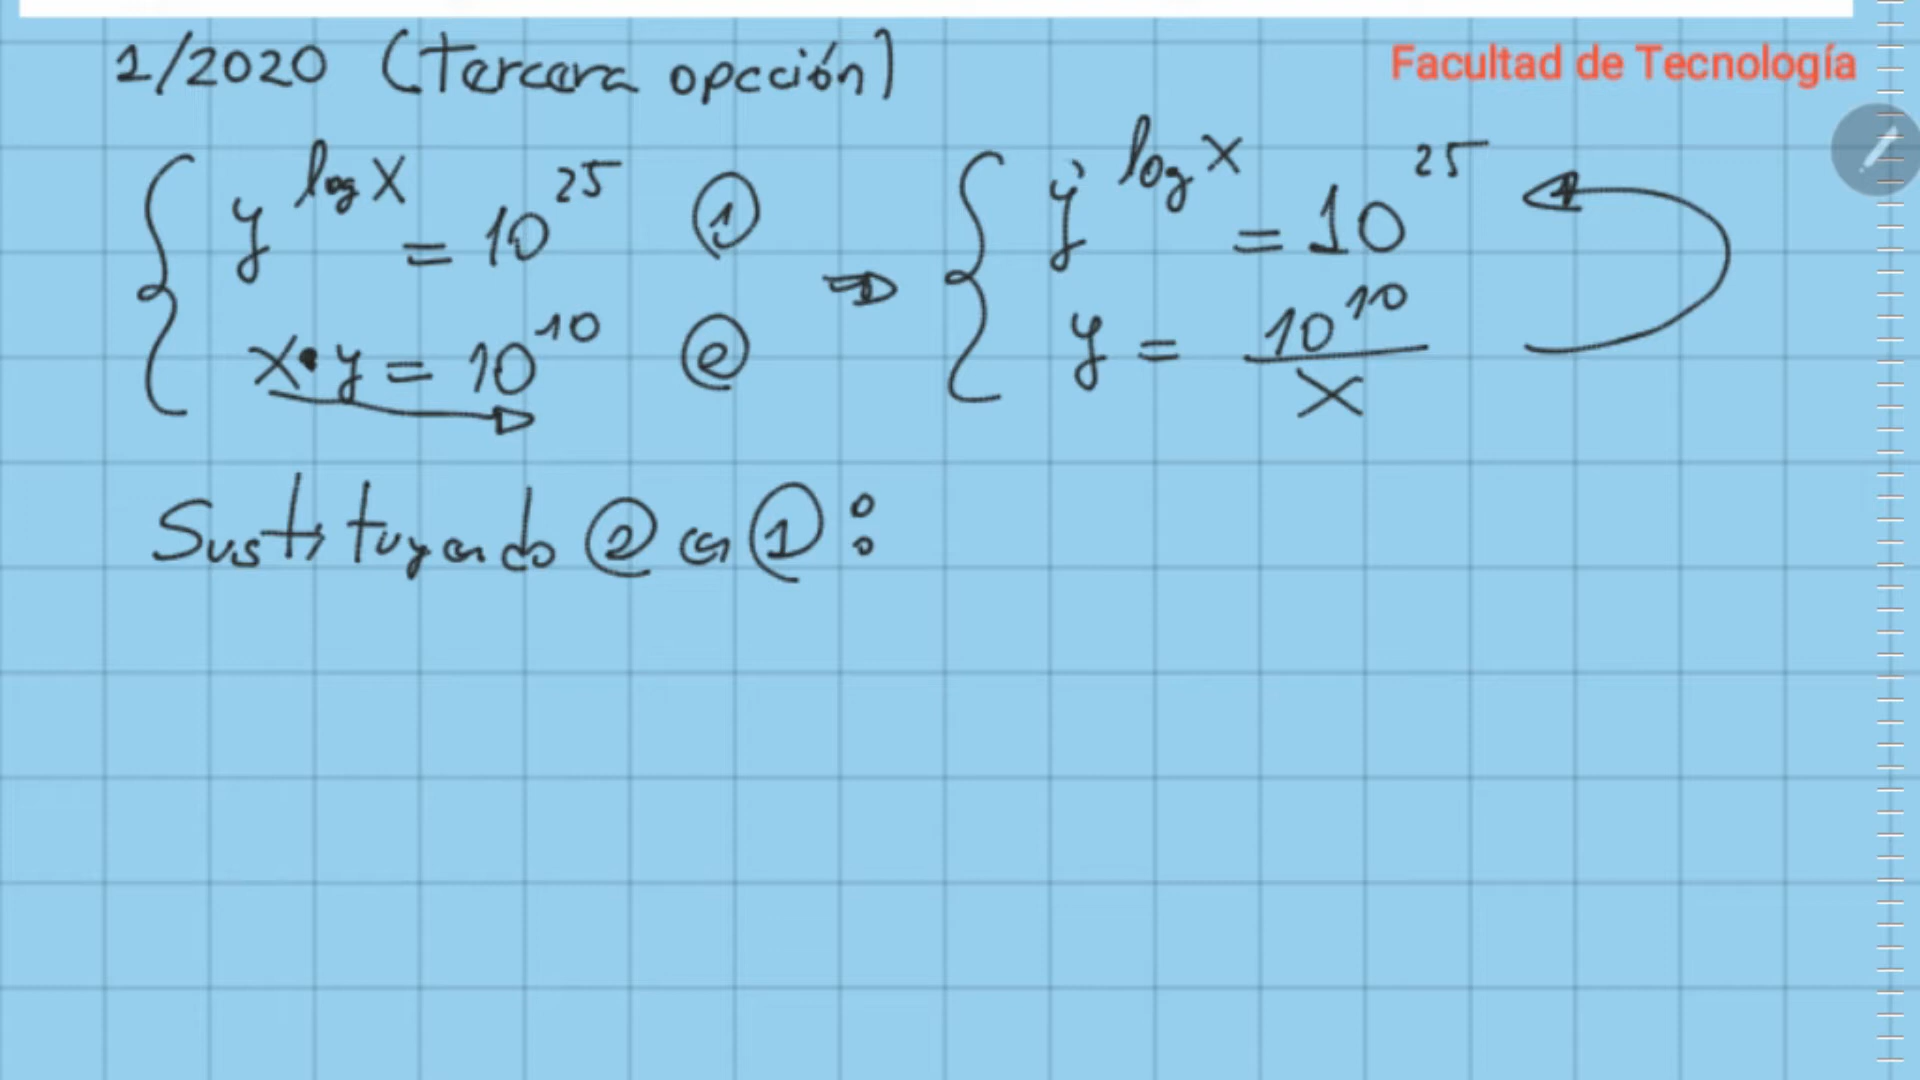 1/2020 (Tercera opción)
Facultad de Tecnología
y^{log x} = 10^{25} ①
x·y = 10^{10} ②
⇒
y^{log x} = 10^{25}
y = 10^{10}/x
Sustituyendo ② en ①: